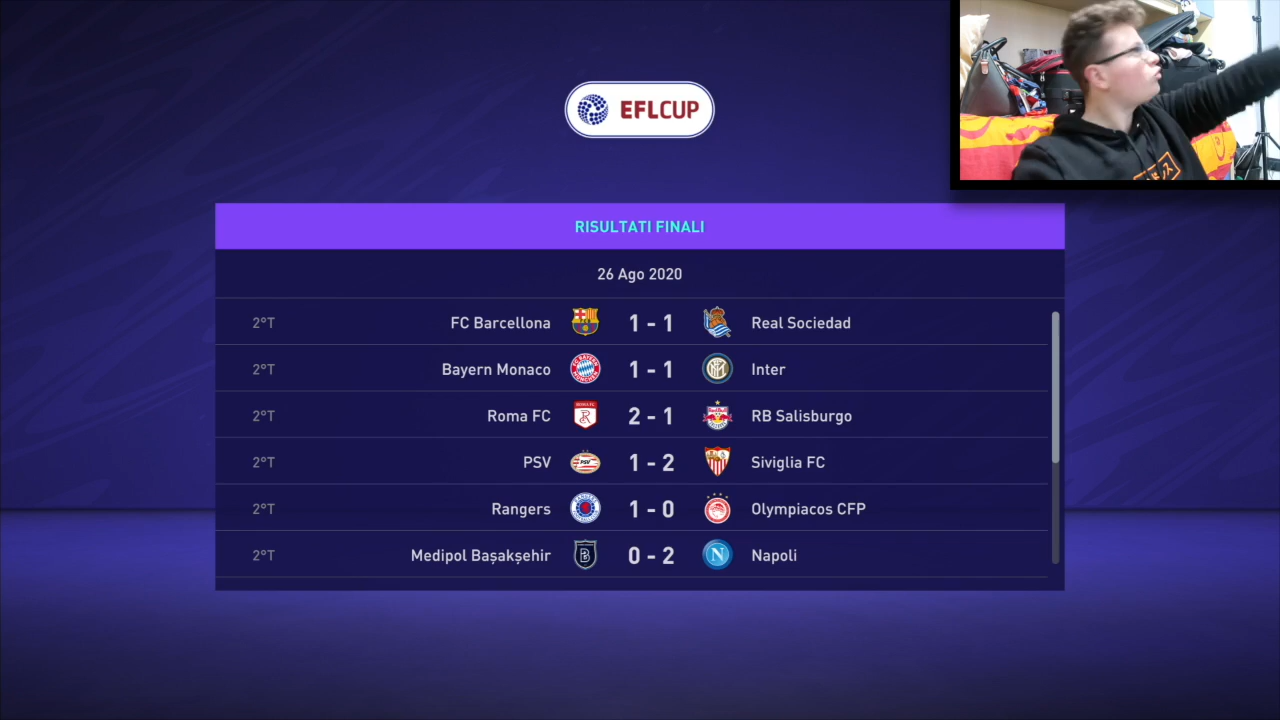 EFLCUP
RISULTATI FINALI
26 Ago 2020
2°T FC Barcellona 1 - 1 Real Sociedad
2°T Bayern Monaco 1 - 1 Inter
2°T Roma FC 2 - 1 RB Salisburgo
2°T PSV 1 - 2 Siviglia FC
2°T Rangers 1 - 0 Olympiacos CFP
2°T Medipol Başakşehir 0 - 2 Napoli